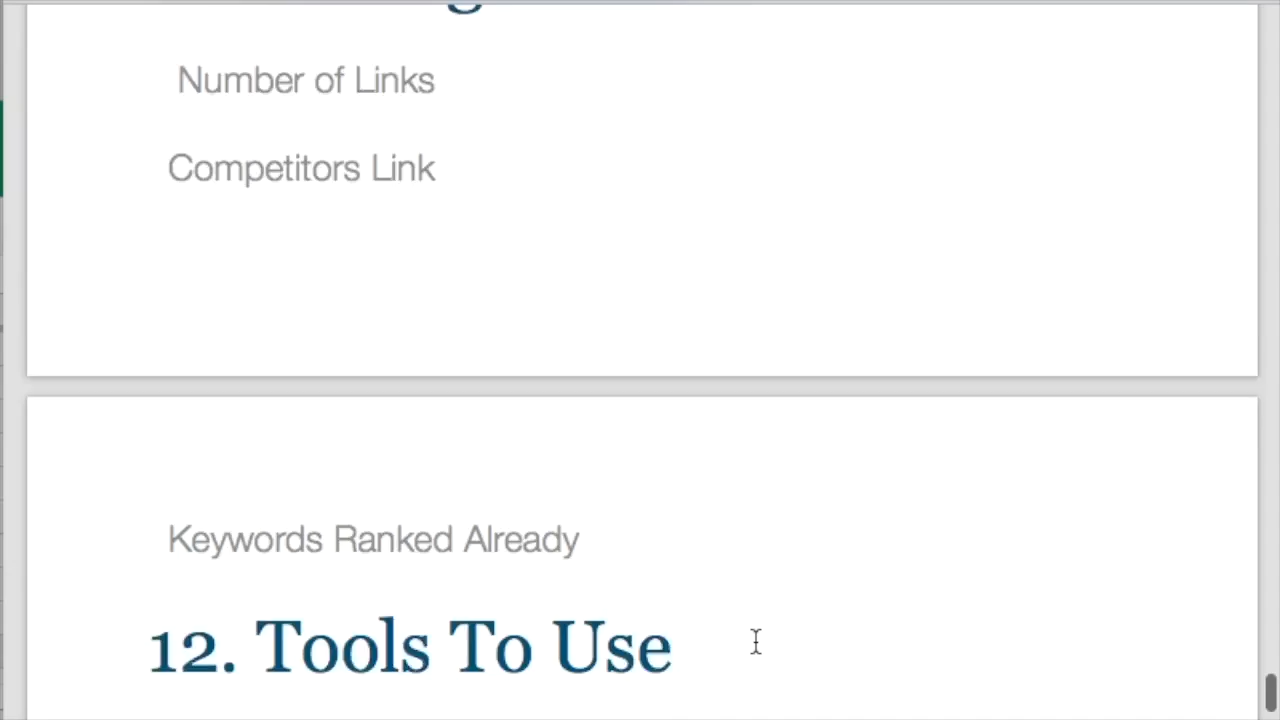 Number of Links
Competitors Link
Keywords Ranked Already
12. Tools To Use